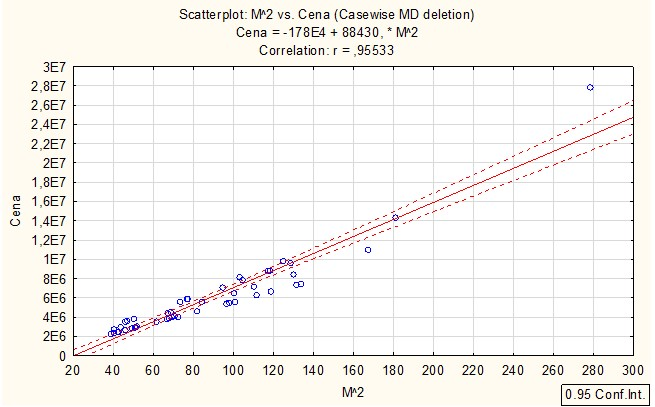 Scatterplot: M^2 vs. Cena (Casewise MD deletion)
Cena = -178E4 + 88430, * M^2
Correlation: r = ,95533
3E7
2,8E7
2,6E7
2,4E7
2,2E7
2E7
1,8E7
1,6E7
1,4E7
1,2E7
1E7
8E6
6E6
4E6
2E6
0
Cena
20 40 60 80 100 120 140 160 180 200 220 240 260 280 300
M^2
0.95 Conf.Int.